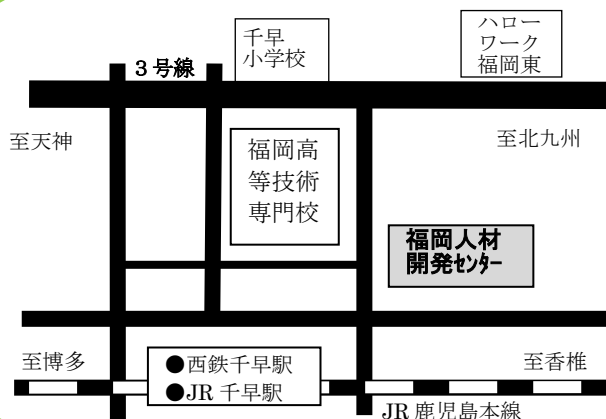 千早
小学校
ハロー
ワーク
福岡東
3号線
至天神
至北九州
福岡高
等技術
専門校
福岡人材
開発ｾﾝﾀｰ
至博多
●西鉄千早駅
●JR 千早駅
至香椎
JR 鹿児島本線